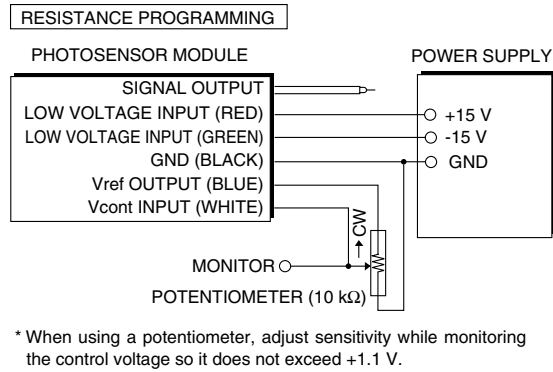 RESISTANCE PROGRAMMING
PHOTOSENSOR MODULE
POWER SUPPLY
SIGNAL OUTPUT
LOW VOLTAGE INPUT (RED)
+15 V
LOW VOLTAGE INPUT (GREEN)
-15 V
GND (BLACK)
GND
Vref OUTPUT (BLUE)
Vcont INPUT (WHITE)
CW
MONITOR
POTENTIOMETER (10 kΩ)
* When using a potentiometer, adjust sensitivity while monitoring
the control voltage so it does not exceed +1.1 V.